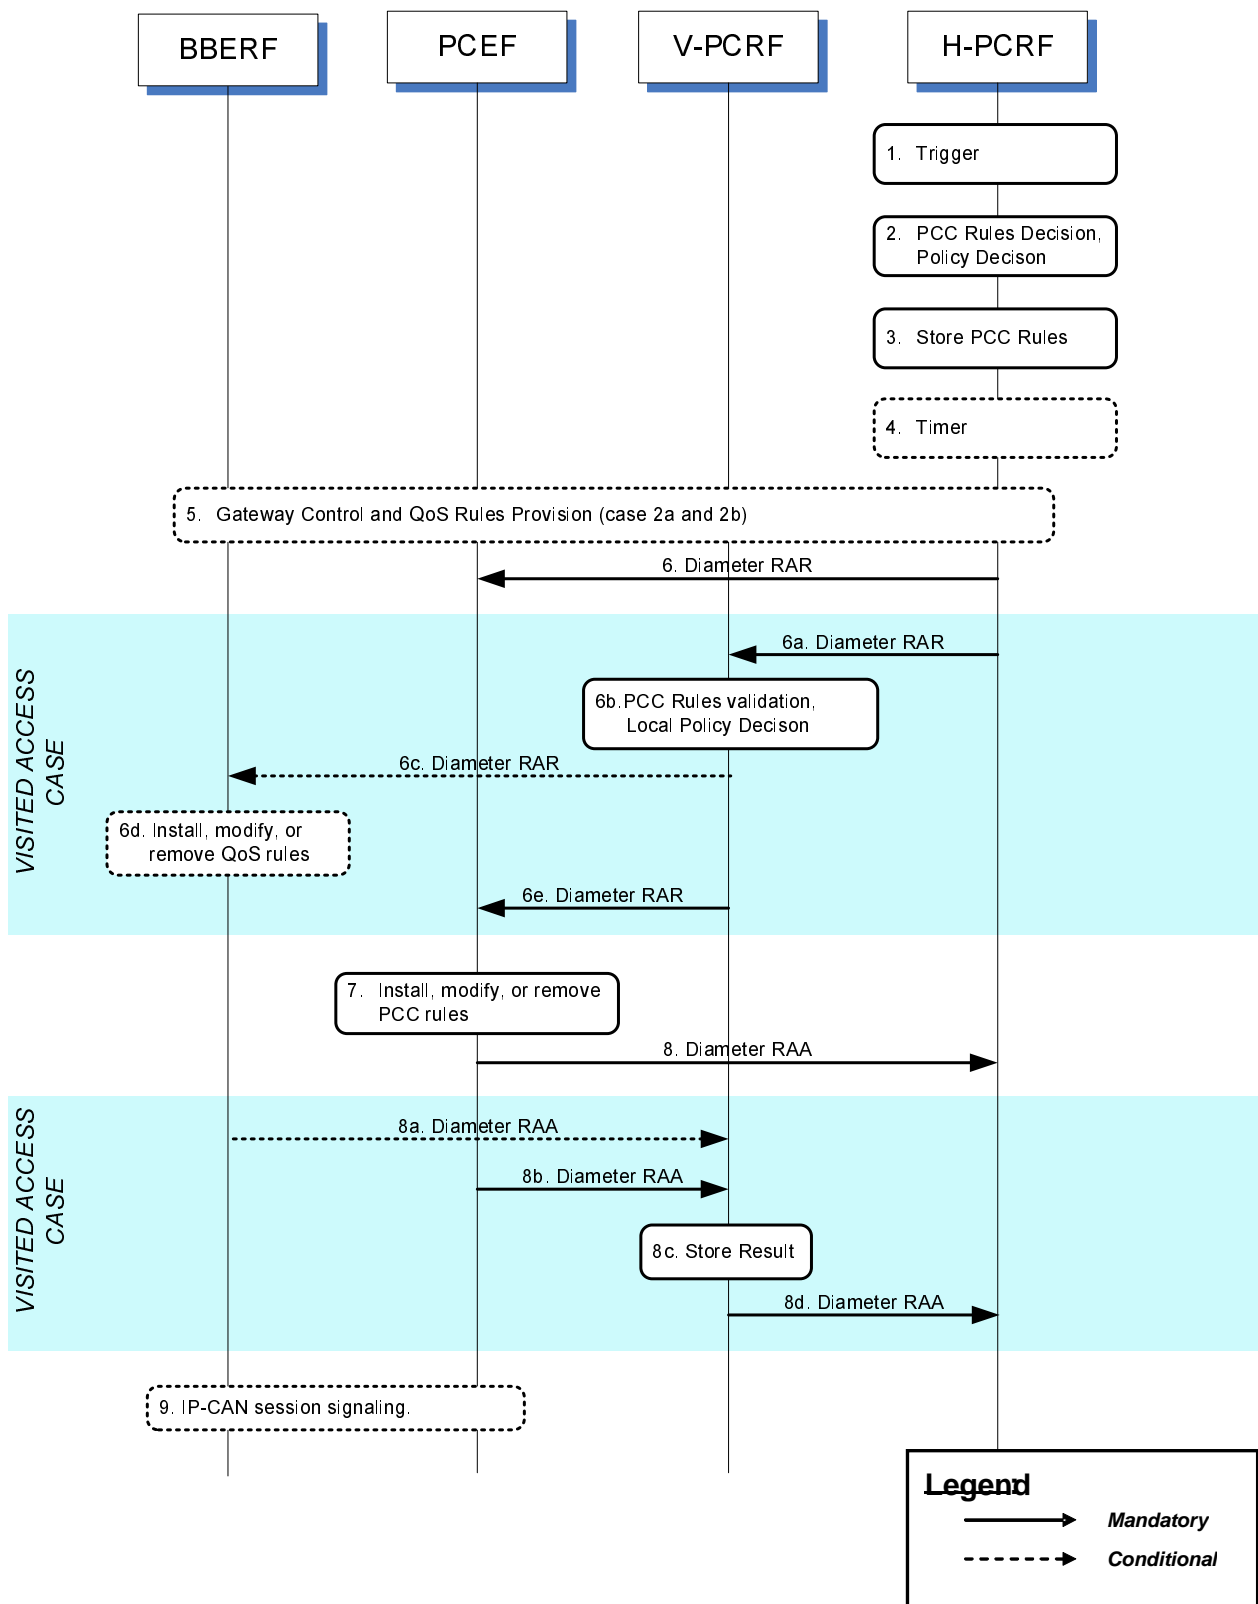 BBERF
PCEF
V-PCRF
H-PCRF
1. Trigger
2. PCC Rules Decision,
Policy Decison
3. Store PCC Rules
4. Timer
5. Gateway Control and QoS Rules Provision (case 2a and 2b)
6. Diameter RAR
VISITED ACCESS
CASE
6a. Diameter RAR
6b.PCC Rules validation,
Local Policy Decison
6c. Diameter RAR
6d. Install, modify, or
remove QoS rules
6e. Diameter RAR
7. Install, modify, or remove
PCC rules
8. Diameter RAA
VISITED ACCESS
CASE
8a. Diameter RAA
8b. Diameter RAA
8c. Store Result
8d. Diameter RAA
9. IP-CAN session signaling.
Legend:
Mandatory
Conditional